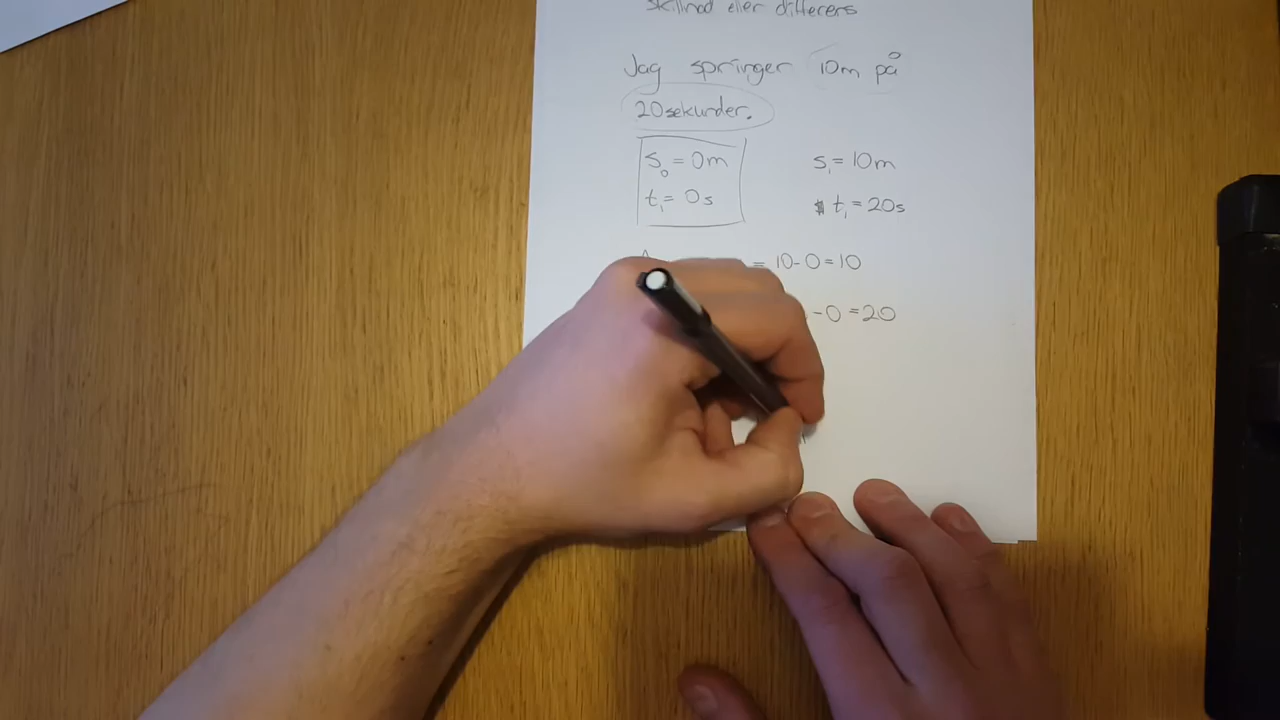 skillnad eller differens
Jag springer 10m på
20sekunder.
s₀ = 0m
t₁ = 0s
s₁ = 10m
t₁ = 20s
= 10-0=10
-0 =20